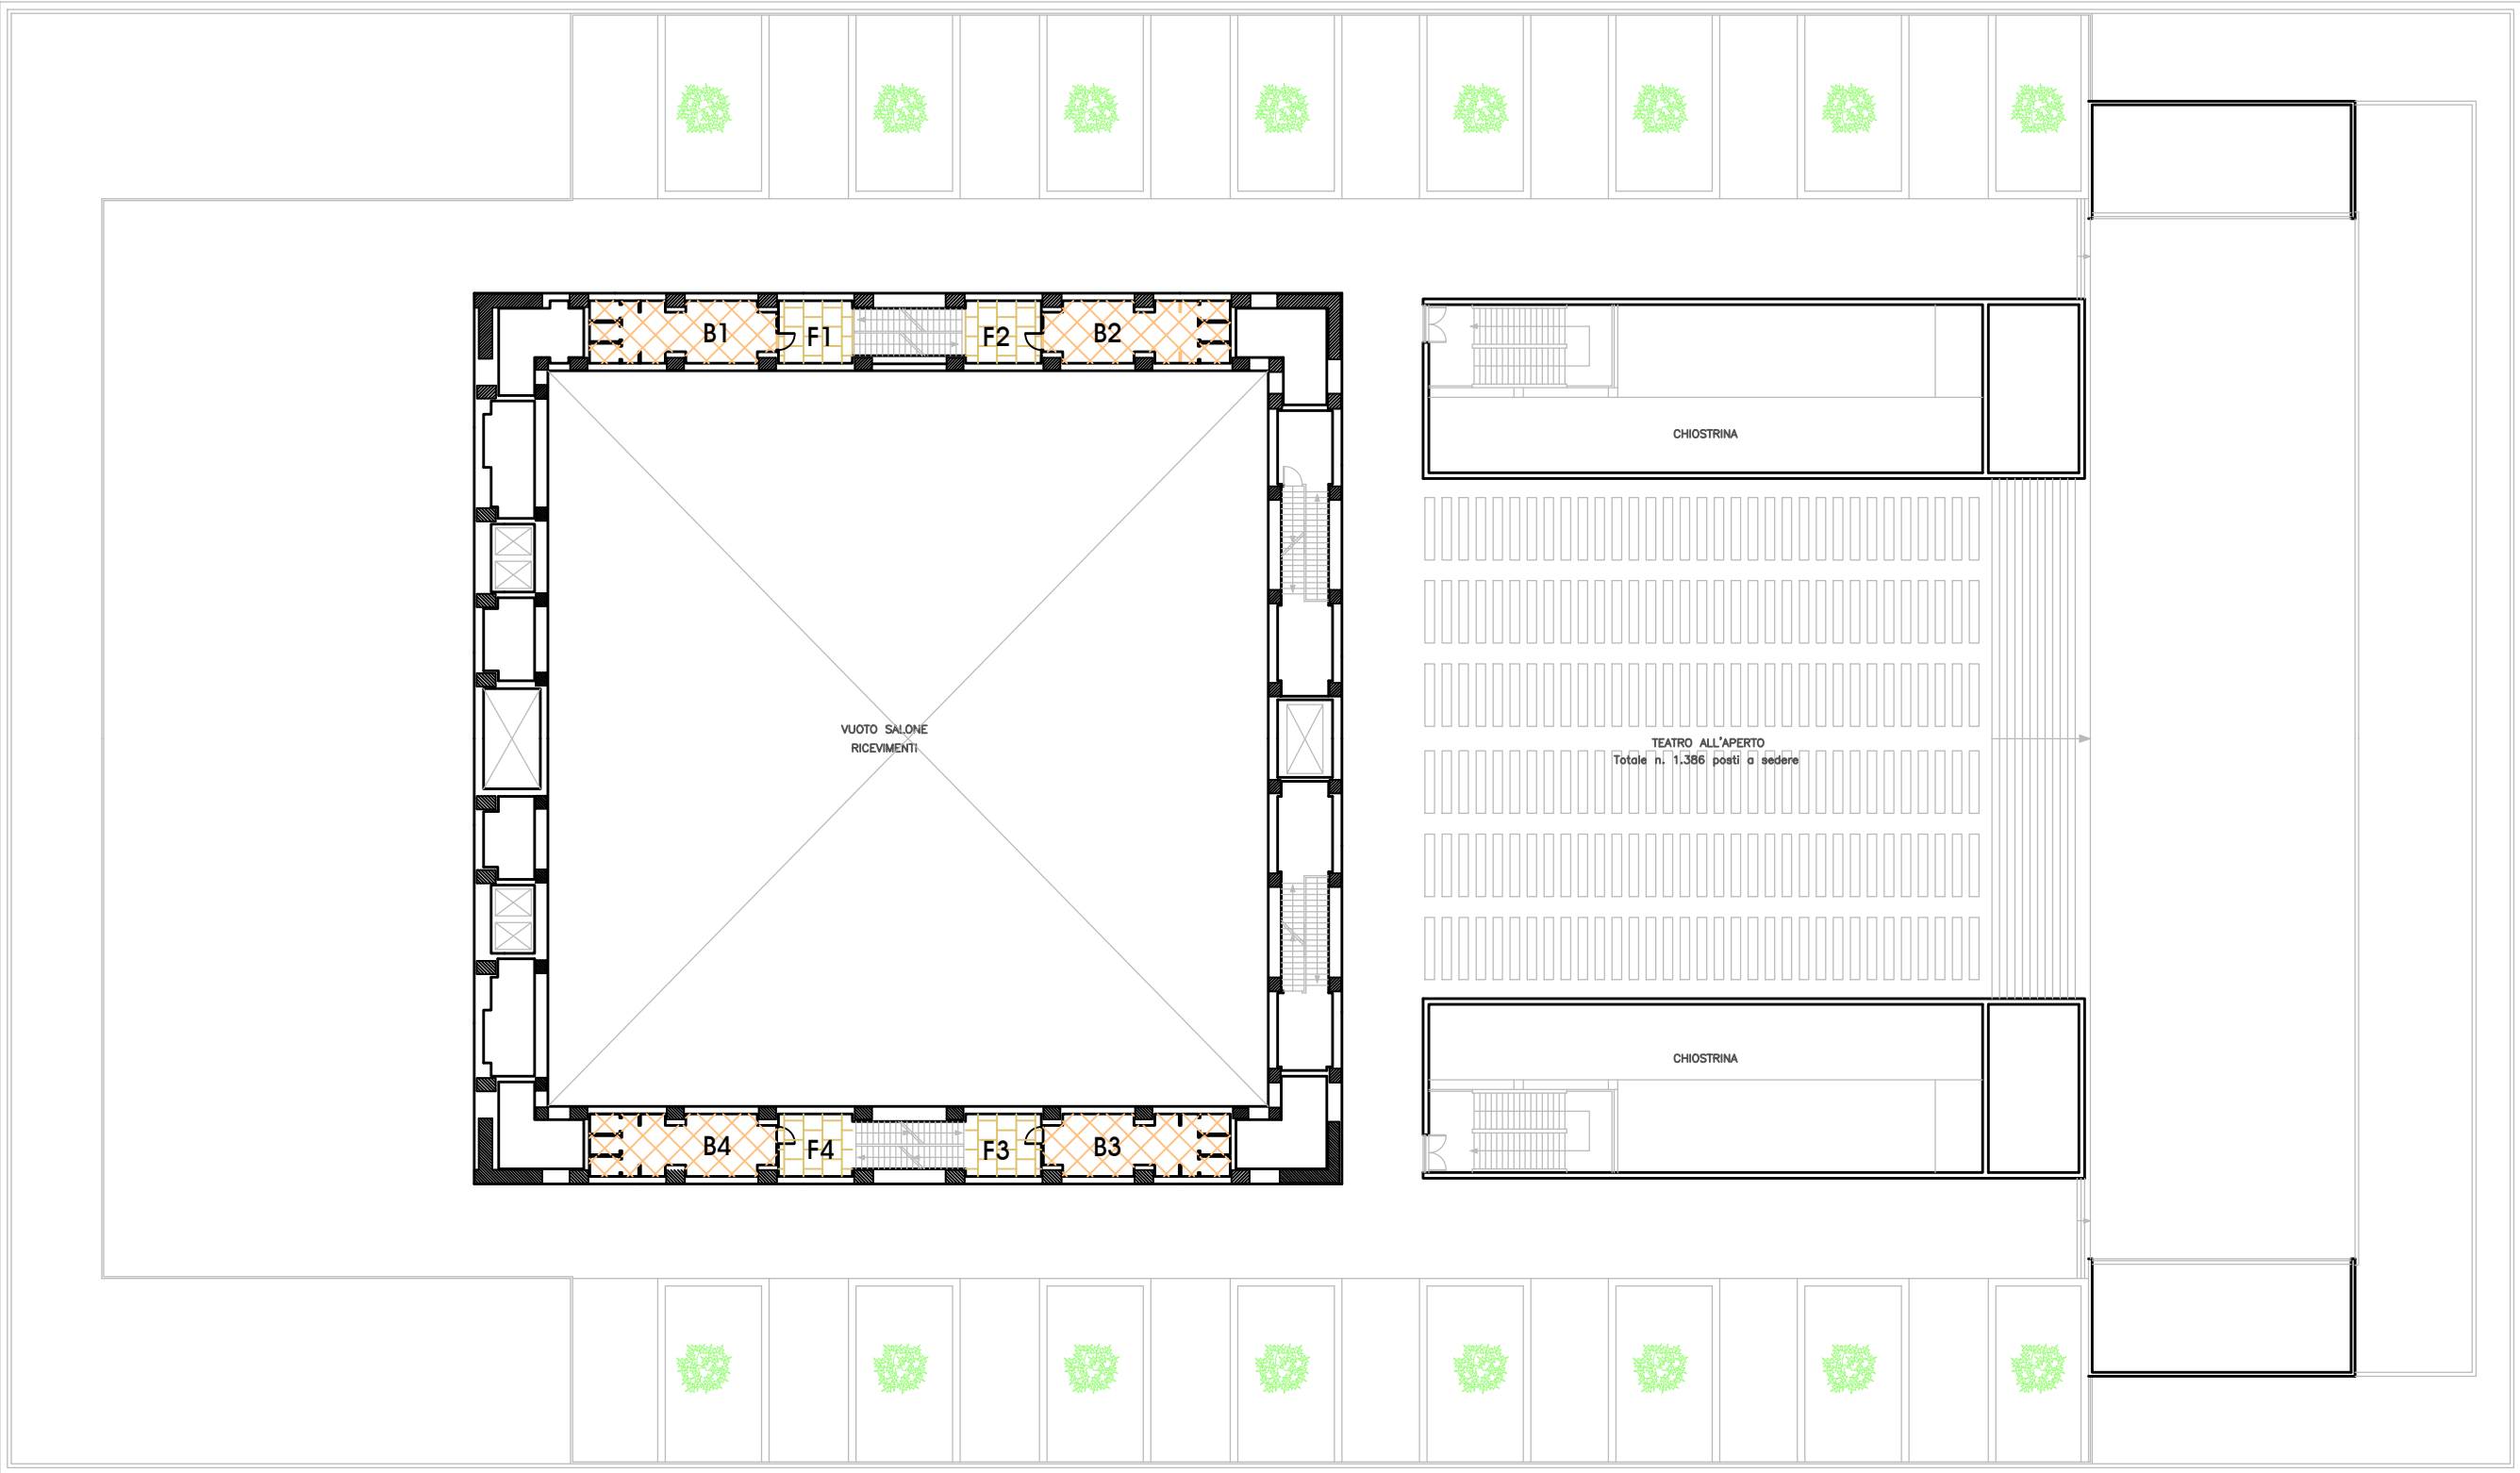 B1
F1
F2
B2
CHIOSTRINA
VUOTO SALONE
RICEVIMENTI
TEATRO ALL'APERTO
Totale n. 1.386 posti a sedere
CHIOSTRINA
B4
F4
F3
B3